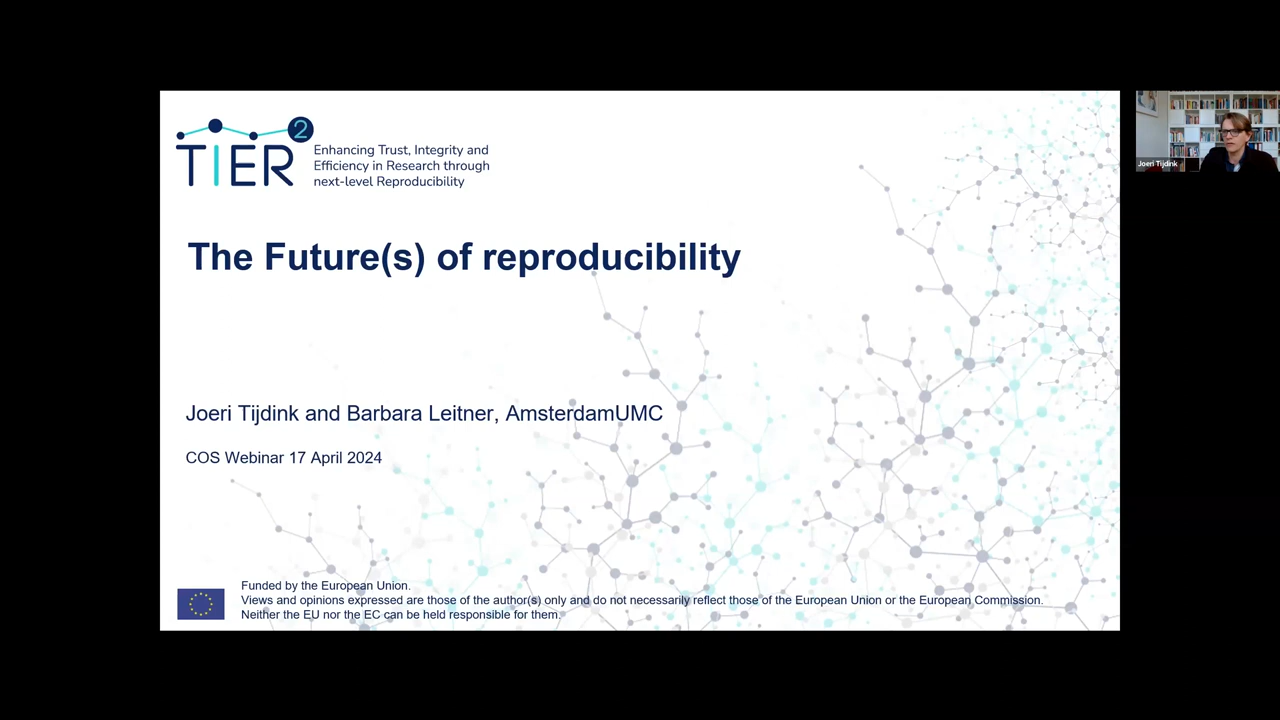 2
TIER
Enhancing Trust, Integrity and
Efficiency in Research through
next-level Reproducibility
Joeri Tijdink
The Future(s) of reproducibility
Joeri Tijdink and Barbara Leitner, AmsterdamUMC
COS Webinar 17 April 2024
Funded by the European Union.
Views and opinions expressed are those of the author(s) only and do not necessarily reflect those of the European Union or the European Commission.
Neither the EU nor the EC can be held responsible for them.